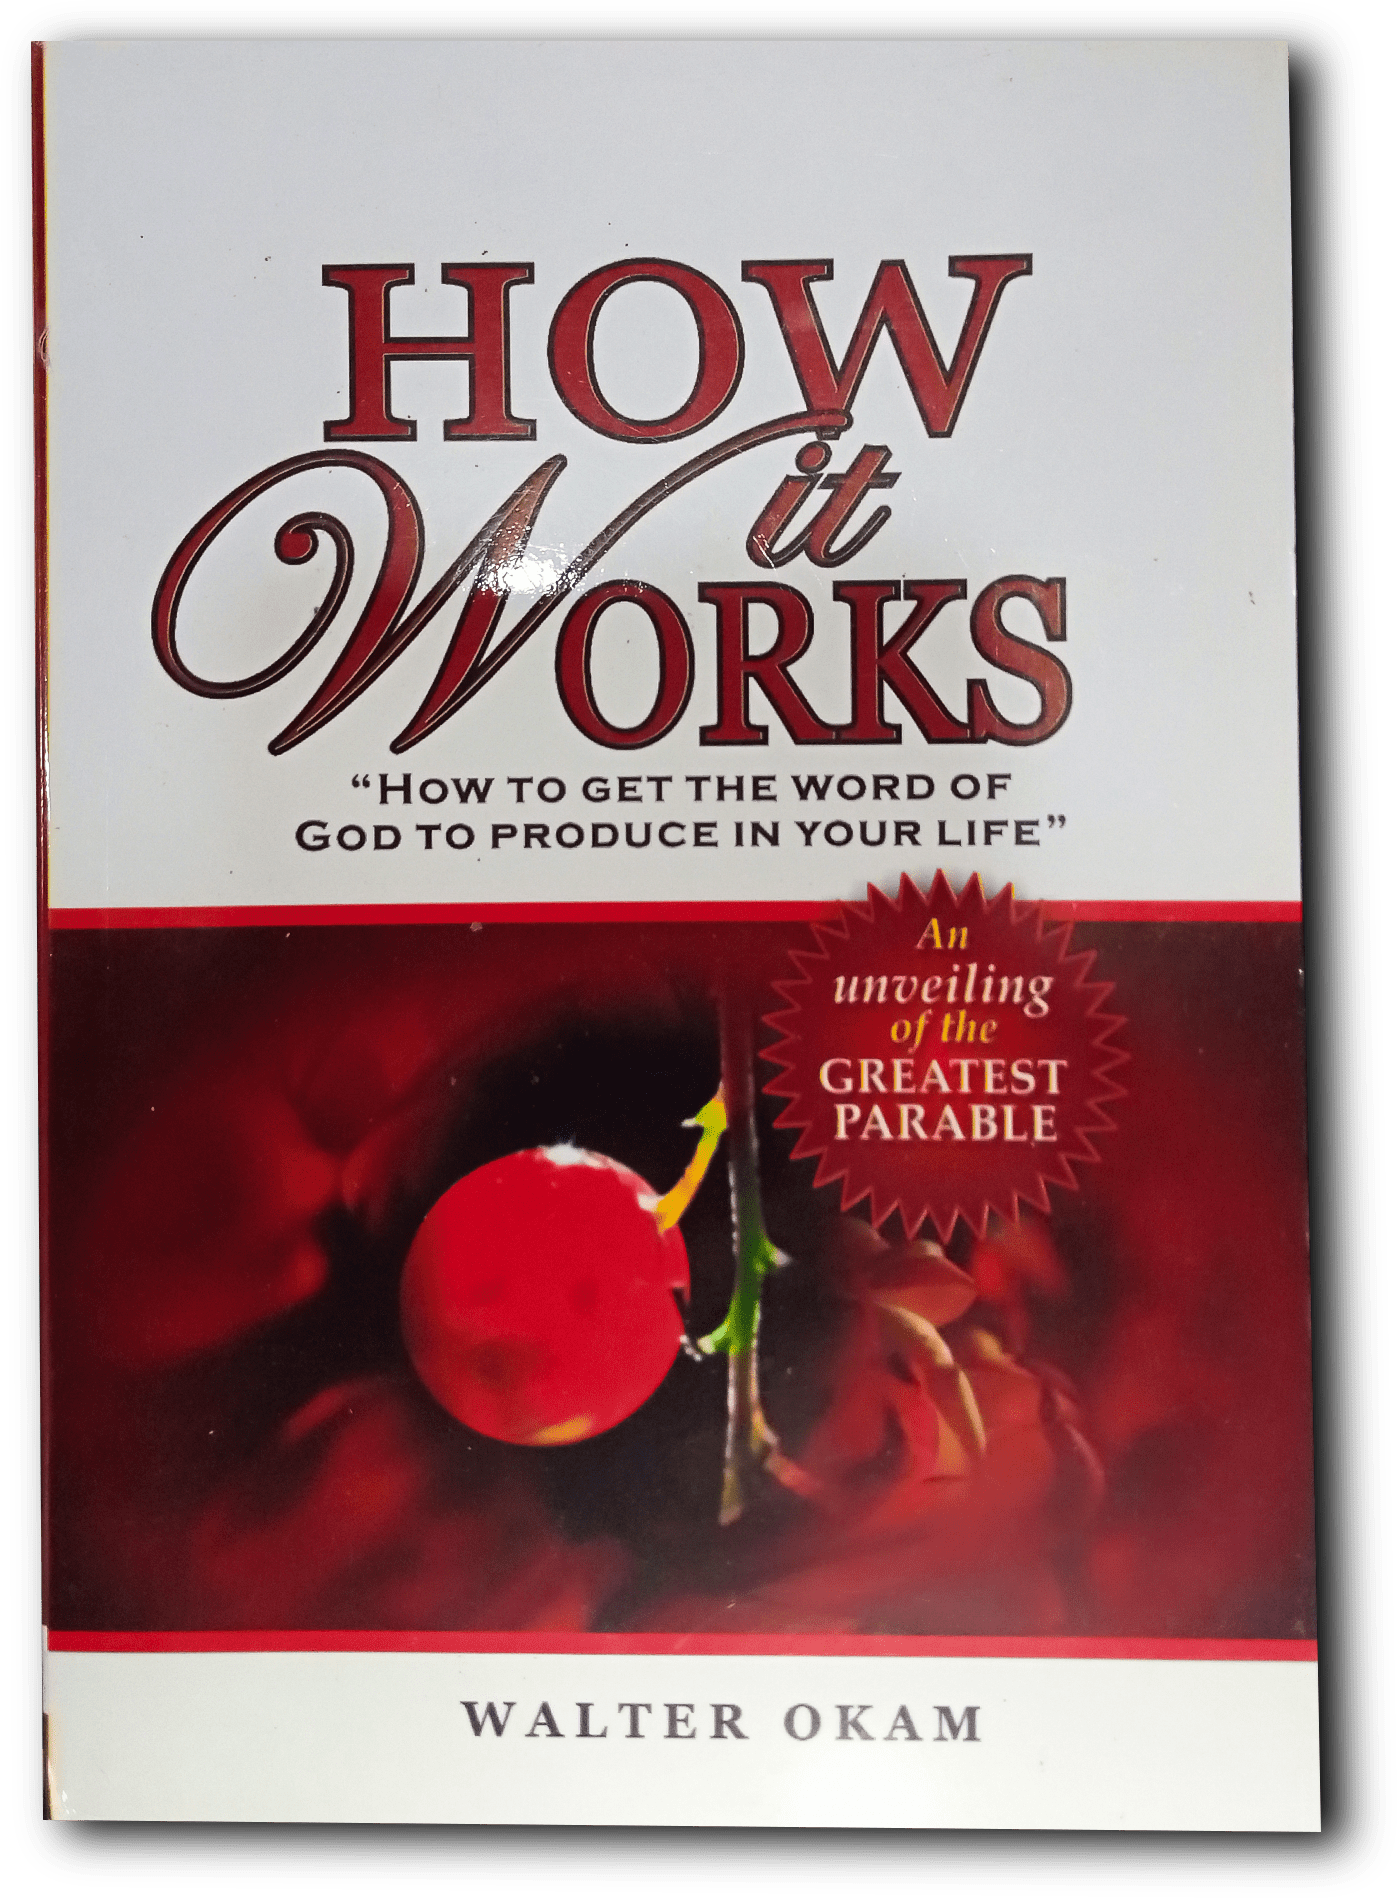 HOW
it
WORKS
“HOW TO GET THE WORD OF
GOD TO PRODUCE IN YOUR LIFE”
An
unveiling
of the
GREATEST
PARABLE
WALTER OKAM